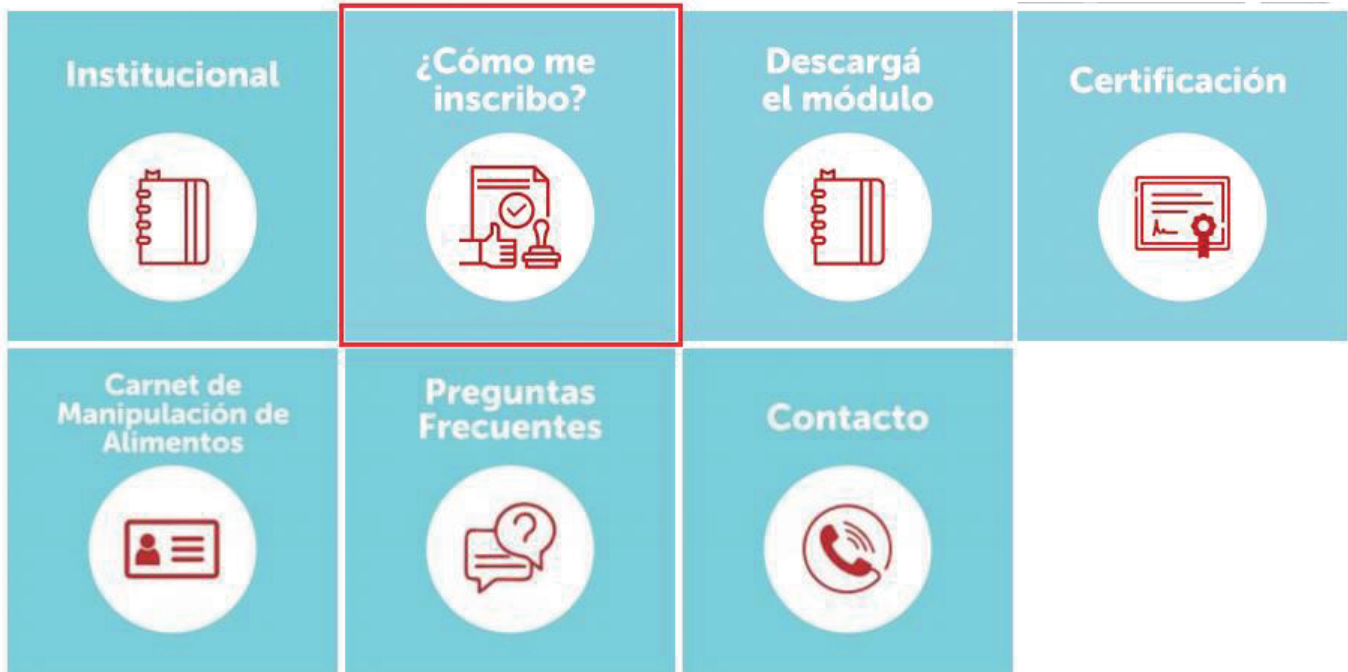 Institucional
¿Cómo me
inscribo?
Descargá
el módulo
Certificación
Carnet de
Manipulación de
Alimentos
Preguntas
Frecuentes
Contacto